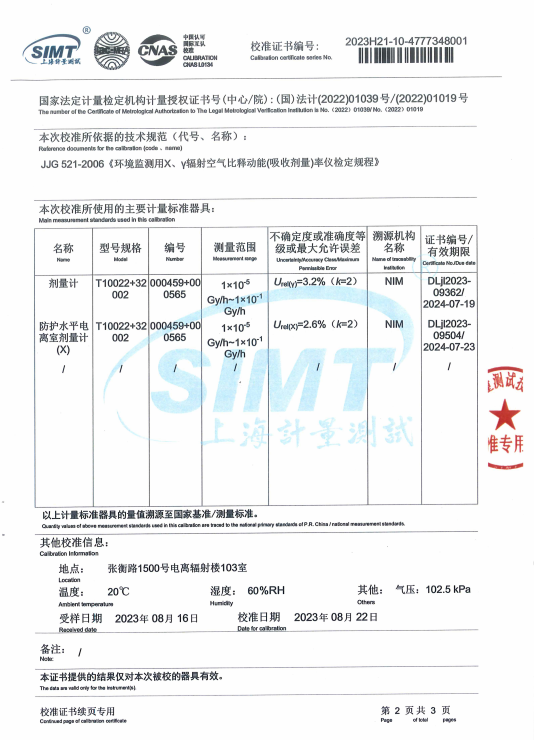 SIMT
®
上海计量测试
ilac-MRA
CNAS
中国认可
国际互认
校准
CALIBRATION
CNAS L0134
校准证书编号: 2023H21-10-4777348001
Calibration certificate series No.
国家法定计量检定机构计量授权证书号(中心/院):(国)法计(2022)01039号/(2022)01019号
The number of the Certificate of Metrological Authorization to The Legal Metrological Verification Institution is No.（2022）01039/ No.（2022）01019
本次校准所依据的技术规范（代号、名称）:
Reference documents for the calibration (code 、name)
JJG 521-2006《环境监测用X、γ辐射空气比释动能(吸收剂量)率仪检定规程》
本次校准所使用的主要计量标准器具:
Main measurement standards used in this calibration
名称 型号规格 编号 测量范围 不确定度或准确度等级或最大允许误差 溯源机构名称 证书编号/有效期限
Name Model Number Measurement range Uncertainty/Accuracy Class/Maximum Permissible Error Name of traceability institution Certificate No./Due date
剂量计 T10022+32002 000459+000565 1×10-5 Gy/h~1×10-1 Gy/h Urel(γ)=3.2%（k=2） NIM DLjl2023-09362/2024-07-19
防护水平电离室剂量计(X) T10022+32002 000459+000565 1×10-5 Gy/h~1×10-1 Gy/h Urel(X)=2.6%（k=2） NIM DLjl2023-09504/2024-07-23
/ / / / / / /
SIMT
®
上海計量測試
量测试技
准专用
以上计量标准器具的量值溯源至国家基准/测量标准。
Quantity values of above measurement standards used in this calibration are traced to the national primary standards of P.R. China / national measurement standards.
其他校准信息:
Calibration Information
地点: 张衡路1500号电离辐射楼103室
Location
温度: 20℃ 湿度: 60%RH 其他: 气压: 102.5 kPa
Ambient temperature Humidity Others
受样日期 2023年 08月 16日 校准日期 2023年 08月 22日
Received date Date for calibration
备注: /
Note:
本证书提供的结果仅对本次被校的器具有效。
The data are valid only for the instrument(s).
校准证书续页专用 第 2 页 共 3 页
Continued page of calibration certificate Page of total pages